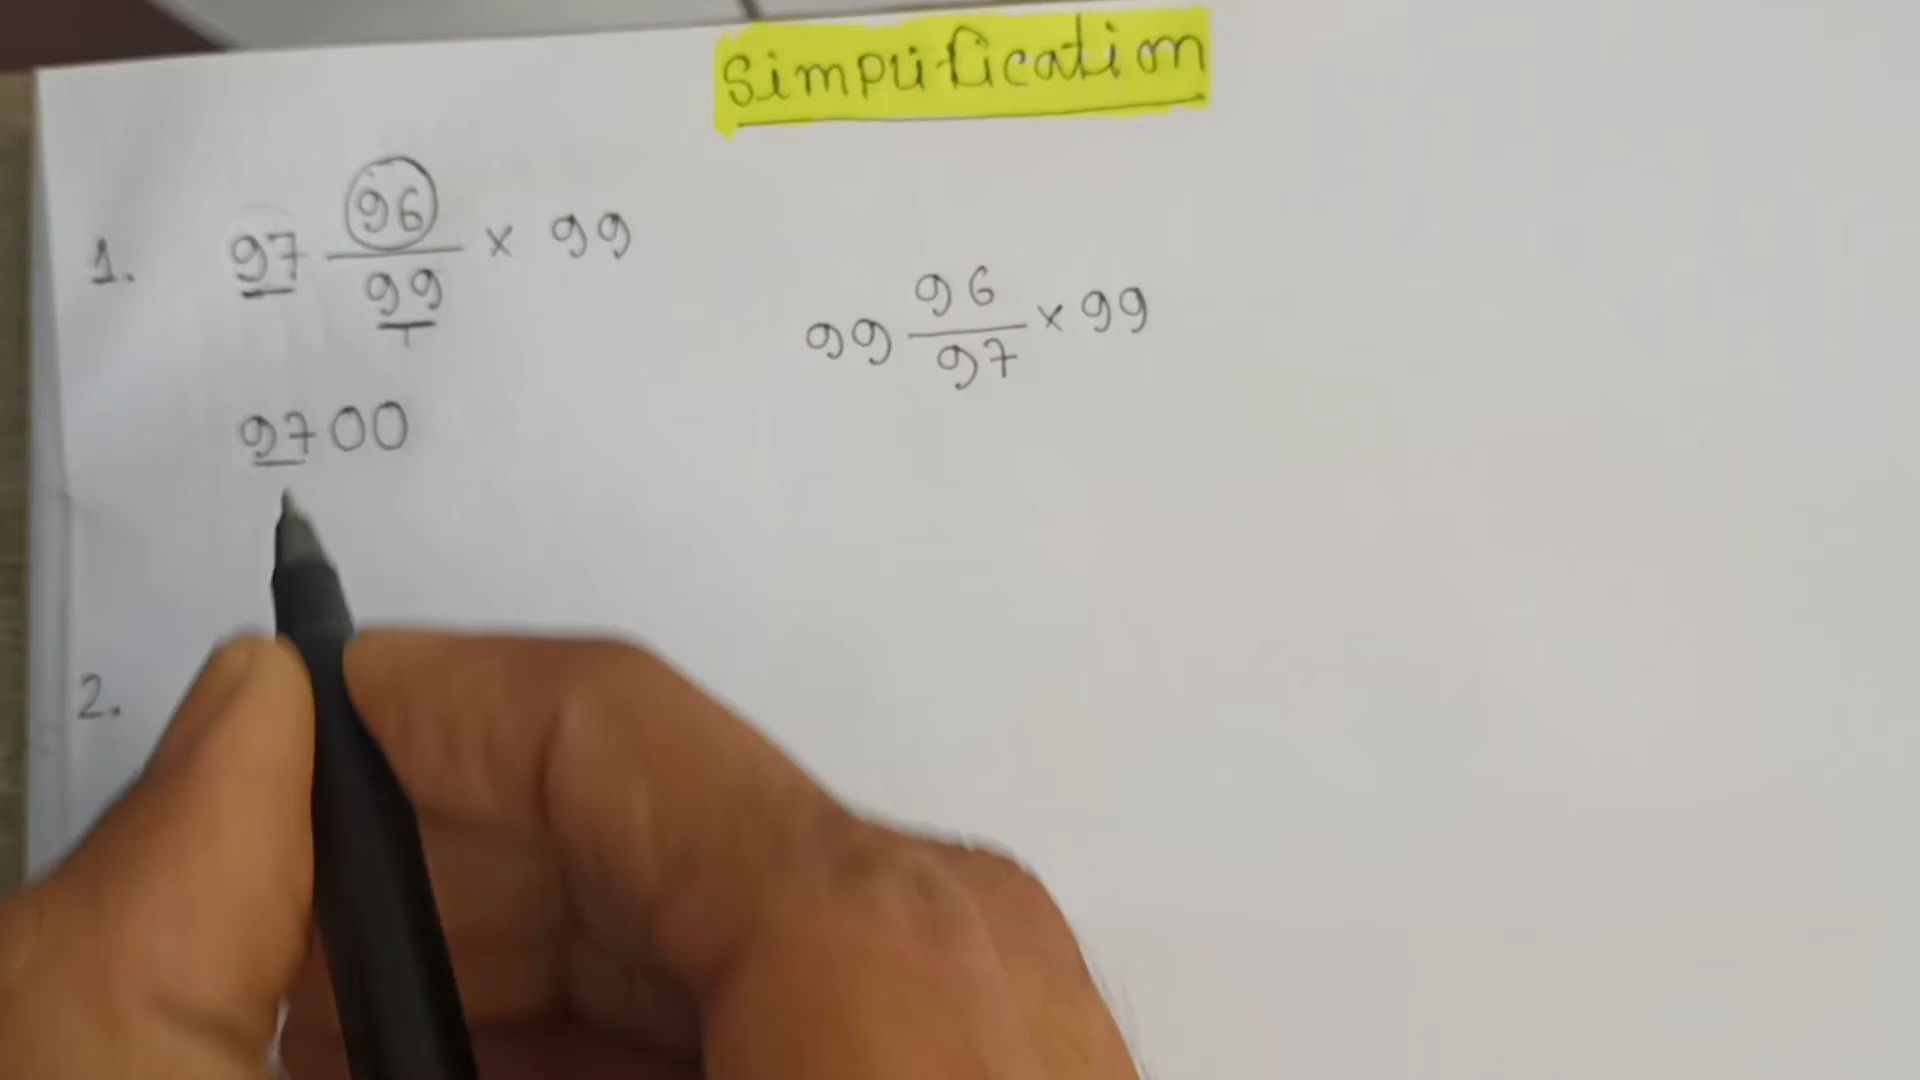 Simplification
1. 97 96/99 x 99
99 96/97 x 99
9700
2.